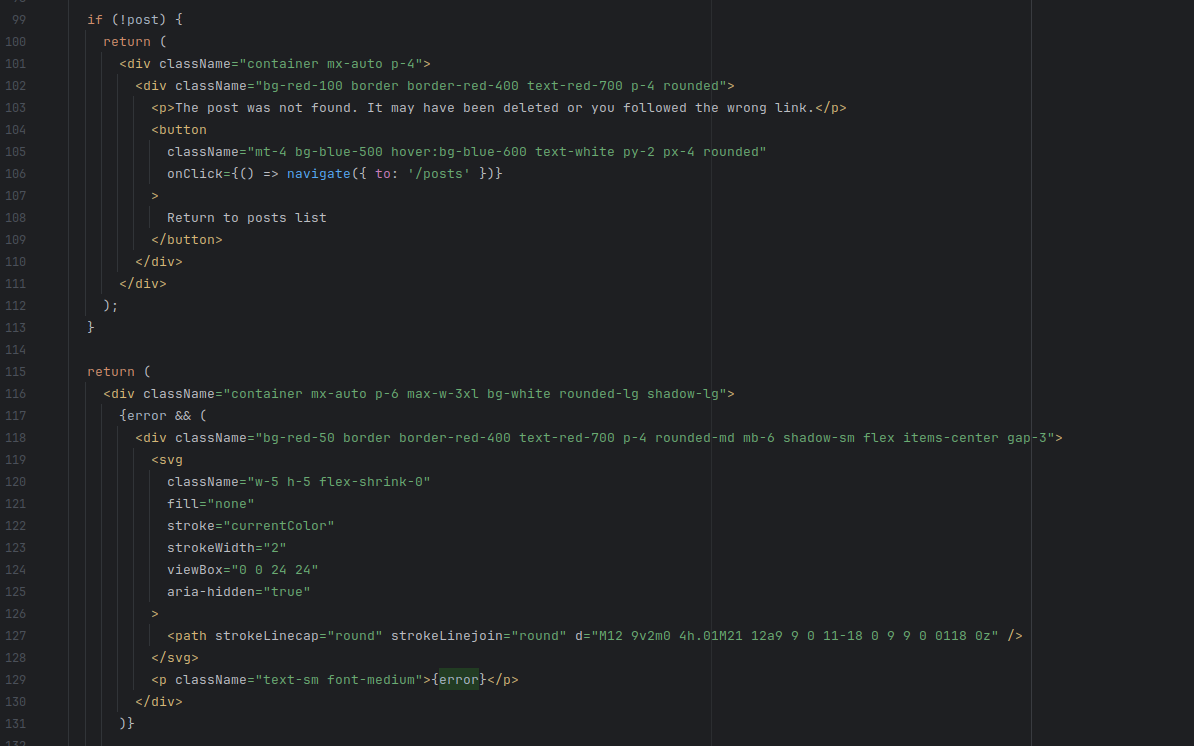 99 if (!post) {
100 return (
101 <div className="container mx-auto p-4">
102 <div className="bg-red-100 border border-red-400 text-red-700 p-4 rounded">
103 <p>The post was not found. It may have been deleted or you followed the wrong link.</p>
104 <button
105 className="mt-4 bg-blue-500 hover:bg-blue-600 text-white py-2 px-4 rounded"
106 onClick={() => navigate({ to: '/posts' })}
107 >
108 Return to posts list
109 </button>
110 </div>
111 </div>
112 );
113 }
114
115 return (
116 <div className="container mx-auto p-6 max-w-3xl bg-white rounded-lg shadow-lg">
117 {error && (
118 <div className="bg-red-50 border border-red-400 text-red-700 p-4 rounded-md mb-6 shadow-sm flex items-center gap-3">
119 <svg
120 className="w-5 h-5 flex-shrink-0"
121 fill="none"
122 stroke="currentColor"
123 strokeWidth="2"
124 viewBox="0 0 24 24"
125 aria-hidden="true"
126 >
127 <path strokeLinecap="round" strokeLinejoin="round" d="M12 9v2m0 4h.01M21 12a9 9 0 11-18 0 9 9 0 0118 0z" />
128 </svg>
129 <p className="text-sm font-medium">{error}</p>
130 </div>
131 )}